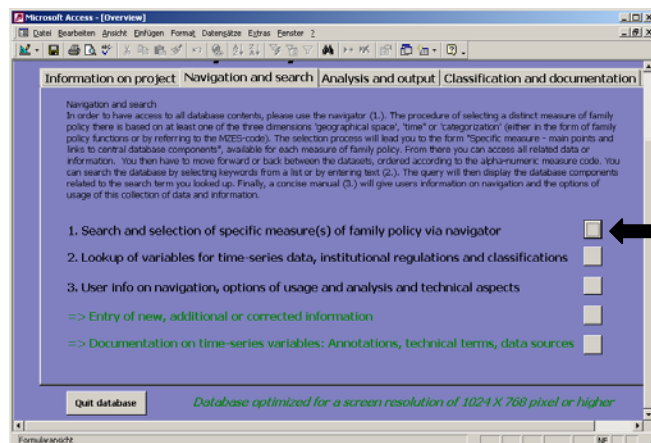 Microsoft Access - [Overview]
Datei Bearbeiten Ansicht Einfügen Format Datensätze Extras Fenster ?
Information on project Navigation and search Analysis and output Classification and documentation
Navigation and search
In order to have access to all database contents, please use the navigator (1.). The procedure of selecting a distinct measure of family
policy there is based on at least one of the three dimensions 'geographical space', 'time" or 'categorization' (either in the form of family
policy functions or by referring to the MZES-code). The selection process will lead you to the form "Specific measure - main points and
links to central database components", available for each measure of family policy. From there you can access all related data or
information. You then have to move forward or back between the datasets, ordered according to the alpha-numeric measure code. You
can search the database by selecting keywords from a list or by entering text (2.). The query will then display the database components
related to the search term you looked up. Finally, a concise manual (3.) will give users information on navigation and the options of
usage of this collection of data and information.
1. Search and selection of specific measure(s) of family policy via navigator
2. Lookup of variables for time-series data, institutional regulations and classifications
3. User info on navigation, options of usage and analysis and technical aspects
=> Entry of new, additional or corrected information
=> Documentation on time-series variables: Annotations, technical terms, data sources
Quit database
Database optimized for a screen resolution of 1024 X 768 pixel or higher
Formularansicht NF